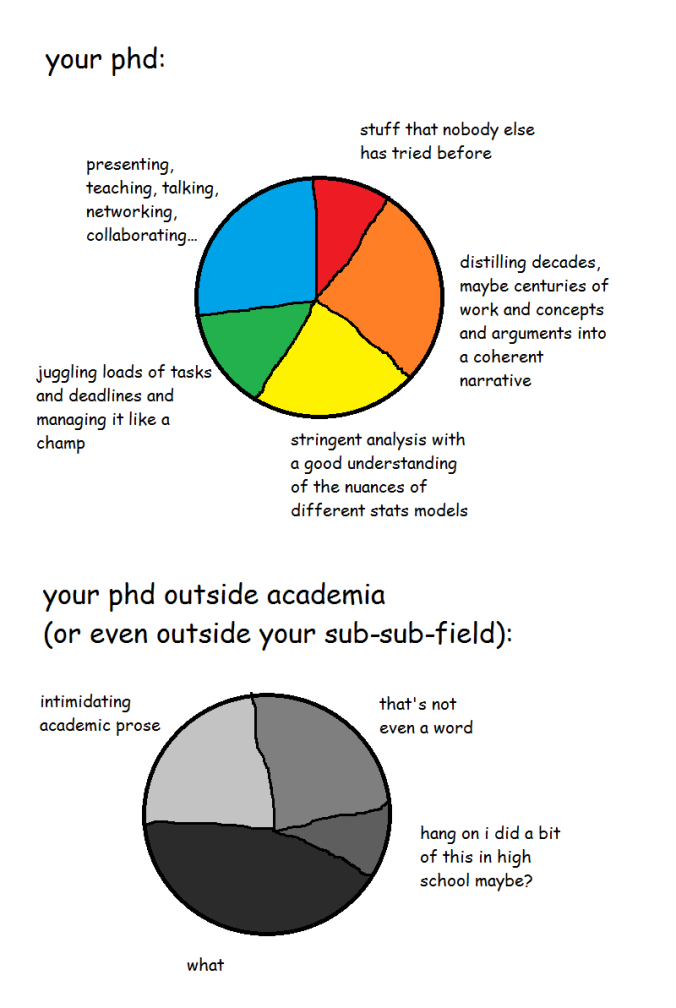 your phd:
stuff that nobody else
has tried before
presenting,
teaching, talking,
networking,
collaborating...
distilling decades,
maybe centuries of
work and concepts
and arguments into
a coherent
narrative
juggling loads of tasks
and deadlines and
managing it like a
champ
stringent analysis with
a good understanding
of the nuances of
different stats models
your phd outside academia
(or even outside your sub-sub-field):
intimidating
academic prose
that's not
even a word
hang on i did a bit
of this in high
school maybe?
what